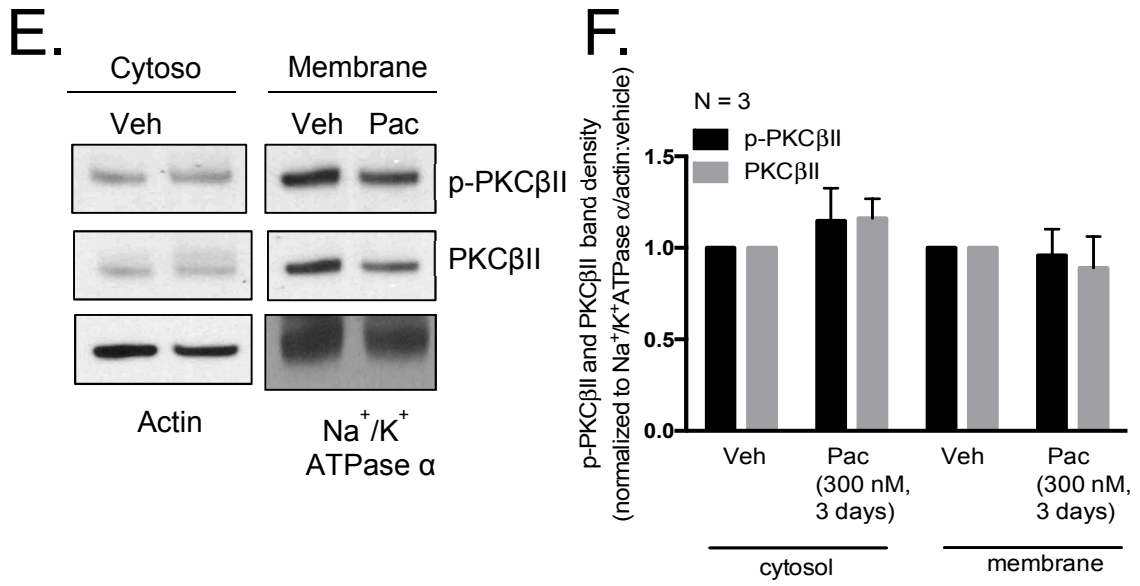 E.
Cytoso
Membrane
Veh
Veh Pac
p-PKCβII
PKCβII
Actin
Na⁺/K⁺
ATPase α
F.
p-PKCβII and PKCβII band density
(normalized to Na⁺/K⁺ATPase α/actin:vehicle)
N = 3
p-PKCβII
PKCβII
1.5
1.0
0.5
0.0
Veh
Pac
(300 nM,
3 days)
Veh
Pac
(300 nM,
3 days)
cytosol
membrane